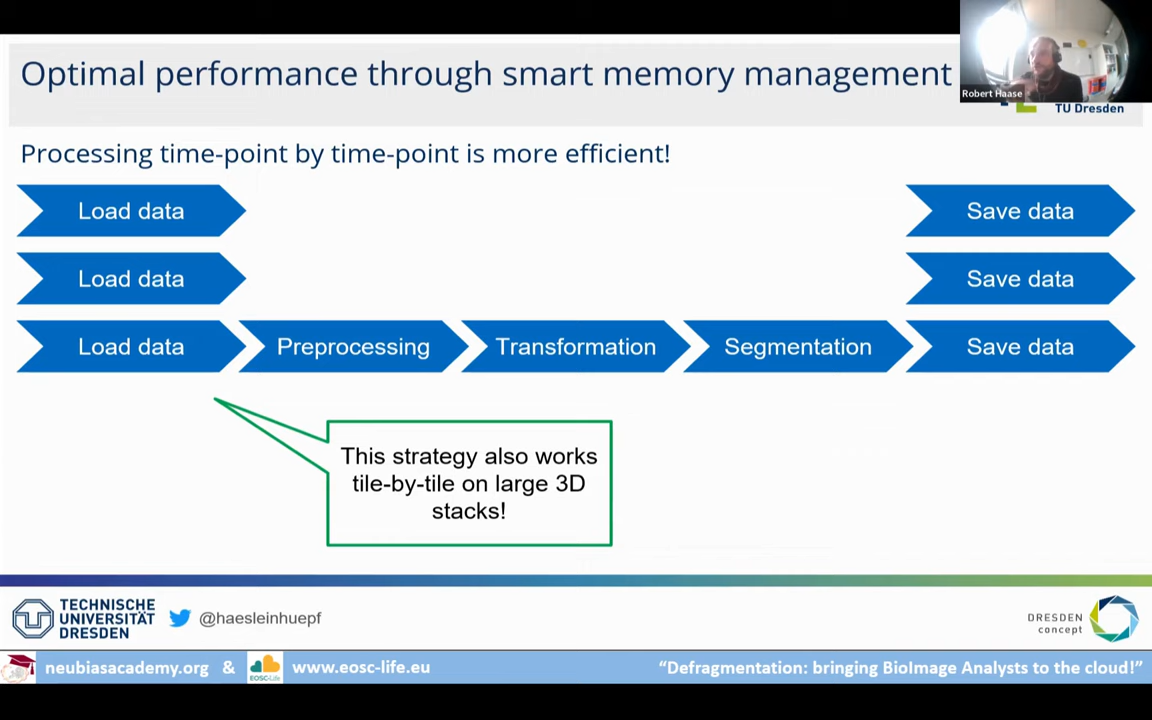 Optimal performance through smart memory management
Robert Haase
TU Dresden
Processing time-point by time-point is more efficient!
Load data
Save data
Load data
Save data
Load data
Preprocessing
Transformation
Segmentation
Save data
This strategy also works
tile-by-tile on large 3D
stacks!
TECHNISCHE
UNIVERSITÄT
DRESDEN
@haesleinhuepf
DRESDEN
concept
neubiasacademy.org & EOSC-Life www.eosc-life.eu
“Defragmentation: bringing BioImage Analysts to the cloud!”